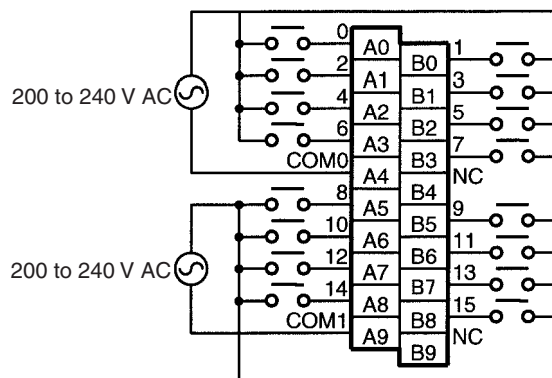 0 A0 1
2 A1 B0 3
4 A2 B1 5
6 A3 B2 7
COM0 A4 B3 NC
8 A5 B4 9
10 A6 B5 11
12 A7 B6 13
14 A8 B7 15
COM1 A9 B8 NC
B9
200 to 240 V AC
200 to 240 V AC